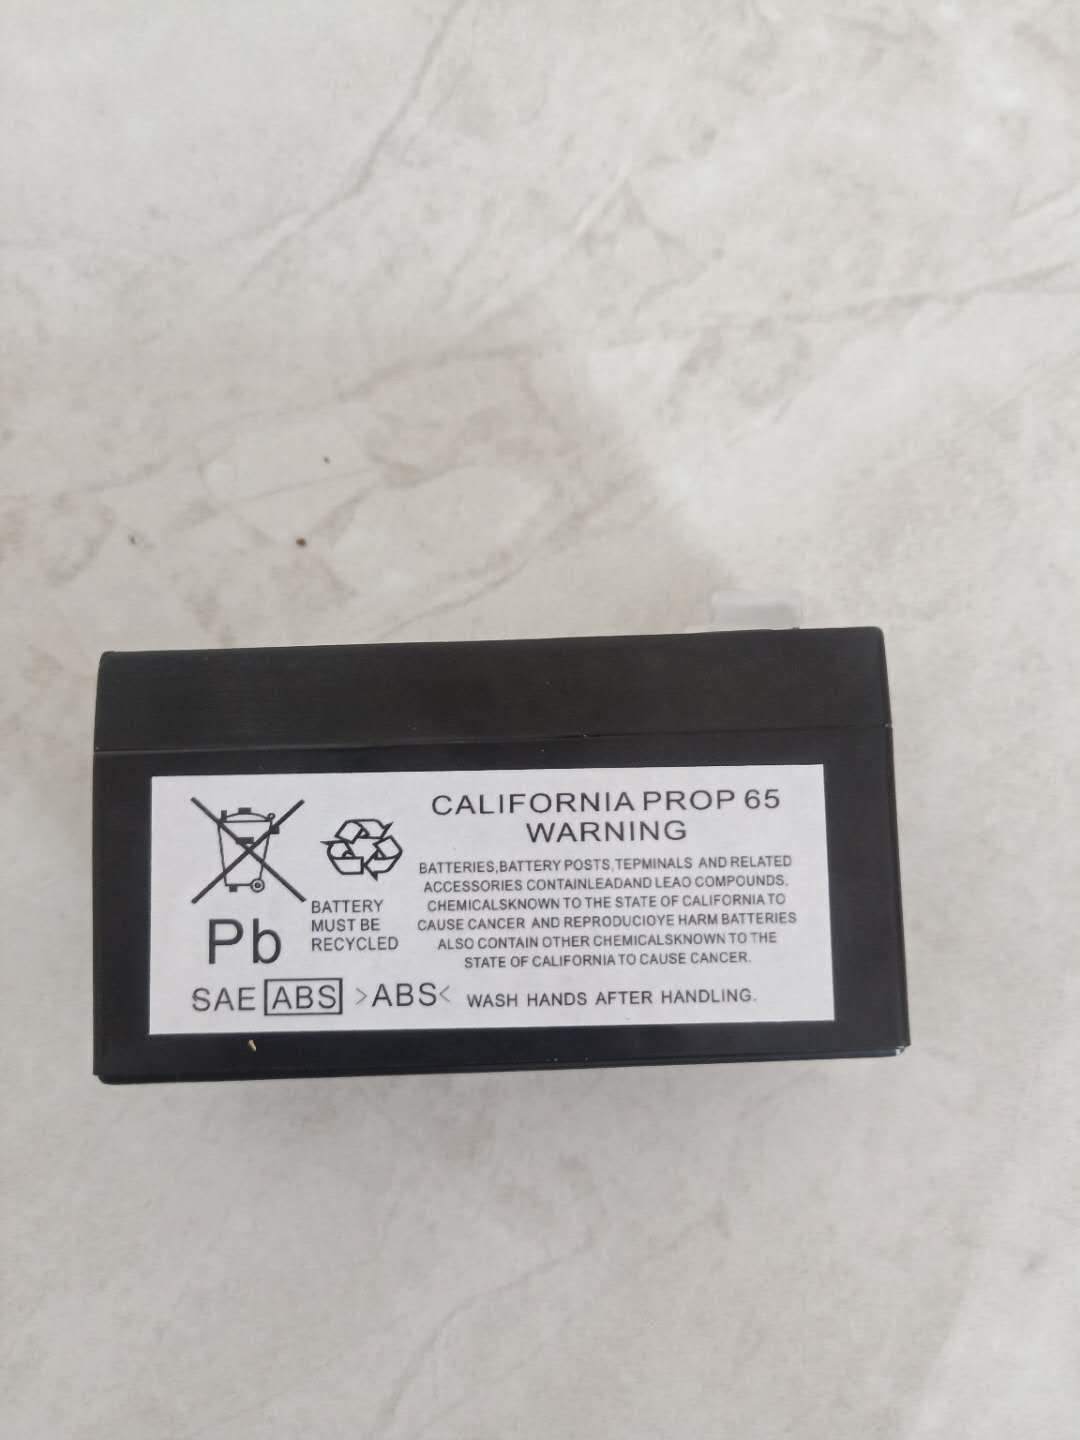 CALIFORNIA PROP 65
WARNING
BATTERIES,BATTERY POSTS,TEPMINALS AND RELATED
ACCESSORIES CONTAINLEADAND LEAO COMPOUNDS,
CHEMICALSKNOWN TO THE STATE OF CALIFORNIA TO
CAUSE CANCER AND REPRODUCIOYE HARM BATTERIES
ALSO CONTAIN OTHER CHEMICALSKNOWN TO THE
STATE OF CALIFORNIA TO CAUSE CANCER.
Pb
BATTERY
MUST BE
RECYCLED
SAE ABS >ABS< WASH HANDS AFTER HANDLING.